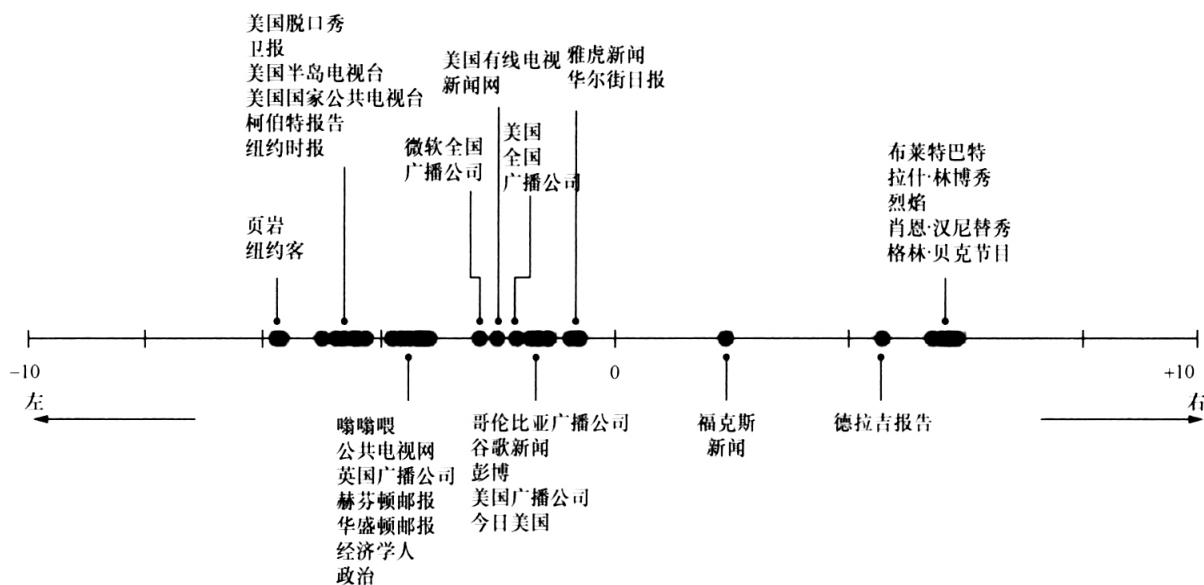 美国脱口秀
卫报
美国半岛电视台
美国国家公共电视台
柯伯特报告
纽约时报
页岩
纽约客
微软全国
广播公司
美国有线电视
新闻网
美国
全国
广播公司
雅虎新闻
华尔街日报
布莱特巴特
拉什·林博秀
烈焰
肖恩·汉尼替秀
格林·贝克节目
-10
0
+10
左
右
嗡嗡喂
公共电视网
英国广播公司
赫芬顿邮报
华盛顿邮报
经济学人
政治
哥伦比亚广播公司
谷歌新闻
彭博
美国广播公司
今日美国
福克斯
新闻
德拉吉报告